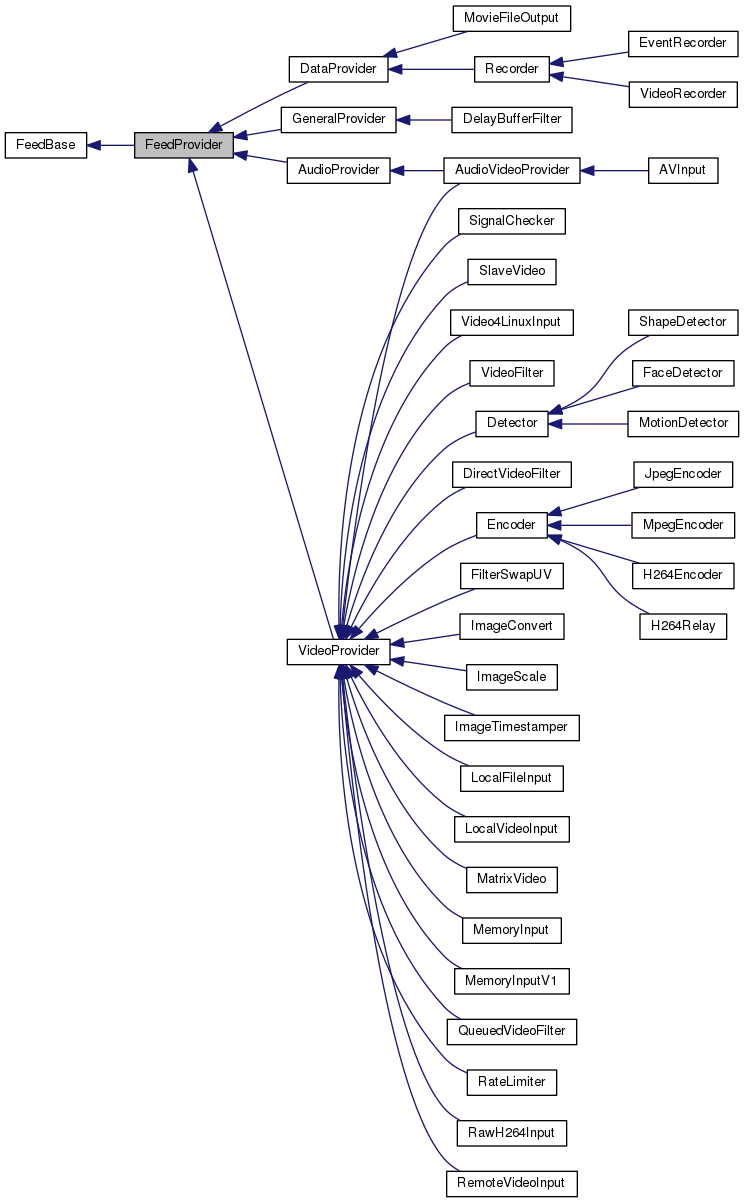 MovieFileOutput
EventRecorder
DataProvider
Recorder
VideoRecorder
GeneralProvider
DelayBufferFilter
FeedBase
FeedProvider
AudioProvider
AudioVideoProvider
AVInput
SignalChecker
SlaveVideo
Video4LinuxInput
ShapeDetector
VideoFilter
FaceDetector
Detector
MotionDetector
DirectVideoFilter
JpegEncoder
Encoder
MpegEncoder
FilterSwapUV
H264Encoder
ImageConvert
H264Relay
VideoProvider
ImageScale
ImageTimestamper
LocalFileInput
LocalVideoInput
MatrixVideo
MemoryInput
MemoryInputV1
QueuedVideoFilter
RateLimiter
RawH264Input
RemoteVideoInput